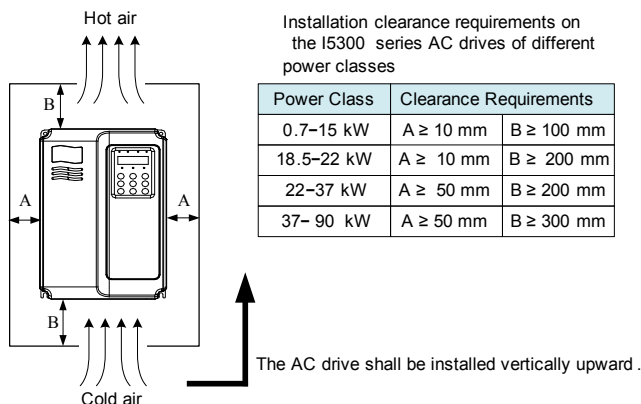 Hot air
B
A
A
B
Cold air
Installation clearance requirements on
the I5300 series AC drives of different
power classes
Power Class Clearance Requirements
0.7−15 kW A ≥ 10 mm B ≥ 100 mm
18.5−22 kW A ≥ 10 mm B ≥ 200 mm
22−37 kW A ≥ 50 mm B ≥ 200 mm
37− 90 kW A ≥ 50 mm B ≥ 300 mm
The AC drive shall be installed vertically upward .